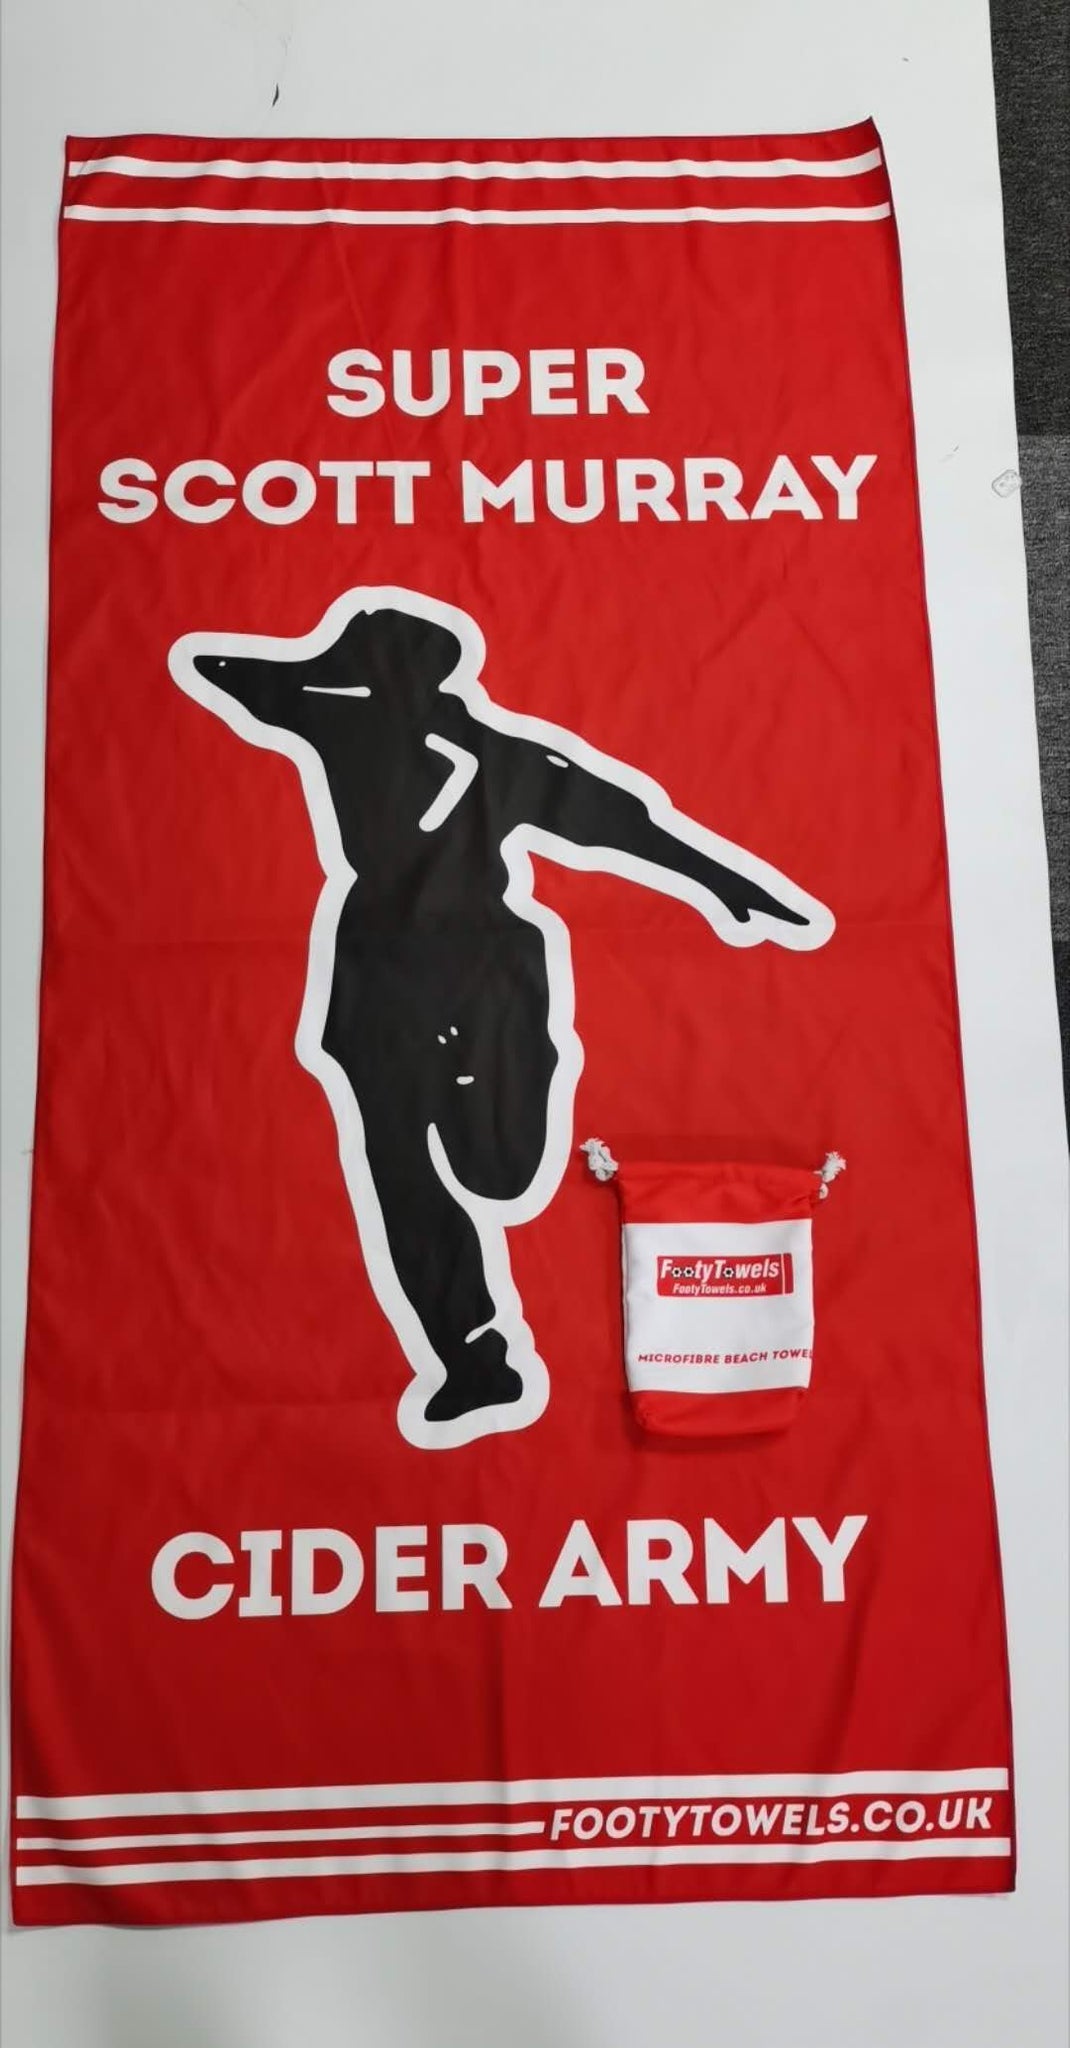 SUPER
SCOTT MURRAY
FootyTowels
FootyTowels.co.uk
MICROFIBRE BEACH TOWEL
CIDER ARMY
FOOTYTOWELS.CO.UK